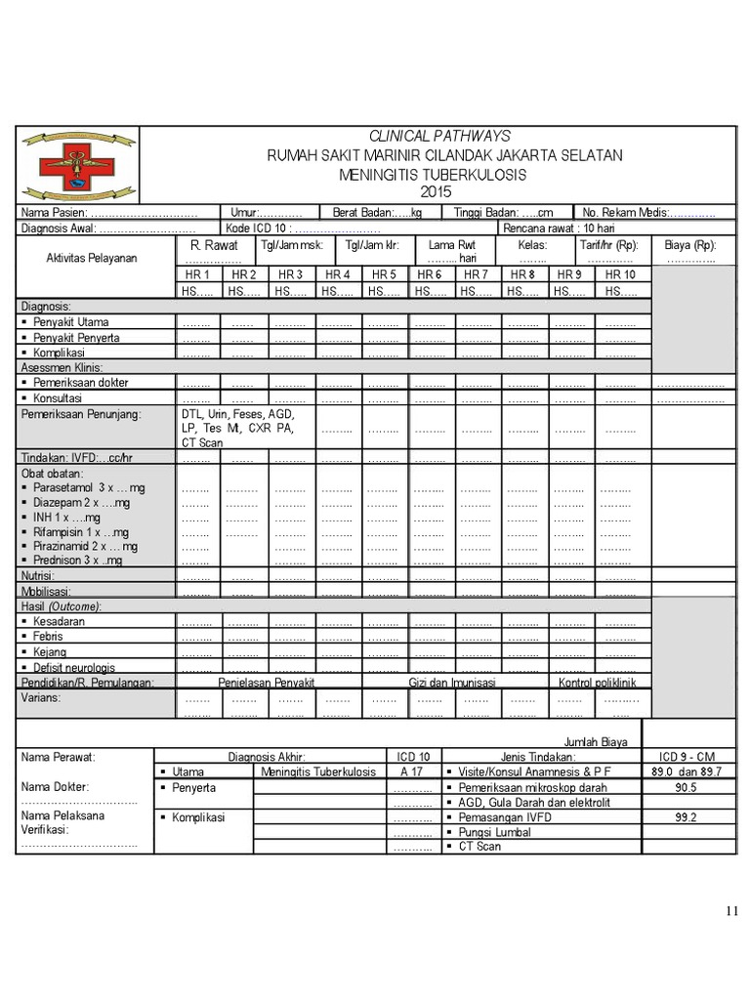 CLINICAL PATHWAYS
RUMAH SAKIT MARINIR CILANDAK JAKARTA SELATAN
MENINGITIS TUBERKULOSIS
2015
Nama Pasien: ................................ Umur:............ Berat Badan:.....kg Tinggi Badan: .....cm No. Rekam Medis:.............
Diagnosis Awal: ............................ Kode ICD 10 : ......................... Rencana rawat : 10 hari
Aktivitas Pelayanan R. Rawat Tgl/Jam msk: Tgl/Jam klr: Lama Rwt Kelas: Tarif/hr (Rp): Biaya (Rp):
................ ......... hari ........ ............. ..............
HR 1 HR 2 HR 3 HR 4 HR 5 HR 6 HR 7 HR 8 HR 9 HR 10
HS..... HS..... HS..... HS..... HS..... HS..... HS..... HS..... HS..... HS.....
Diagnosis:
▪ Penyakit Utama
▪ Penyakit Penyerta
▪ Komplikasi
Asessmen Klinis:
▪ Pemeriksaan dokter
▪ Konsultasi
Pemeriksaan Penunjang: DTL, Urin, Feses, AGD,
LP, Tes Mt, CXR PA,
CT Scan
Tindakan: IVFD:...cc/hr
Obat obatan:
▪ Parasetamol 3 x ... mg
▪ Diazepam 2 x ....mg
▪ INH 1 x ....mg
▪ Rifampisin 1 x ...mg
▪ Pirazinamid 2 x ... mg
▪ Prednison 3 x ..mg
Nutrisi:
Mobilisasi:
Hasil (Outcome):
▪ Kesadaran
▪ Febris
▪ Kejang
▪ Defisit neurologis
Pendidikan/R. Pemulangan: Penjelasan Penyakit Gizi dan Imunisasi Kontrol poliklinik
Varians:
Jumlah Biaya
Nama Perawat: Diagnosis Akhir: ICD 10 Jenis Tindakan: ICD 9 - CM
▪ Utama Meningitis Tuberkulosis A 17 ▪ Visite/Konsul Anamnesis & P F 89.0 dan 89.7
Nama Dokter: ▪ Penyerta ........... ▪ Pemeriksaan mikroskop darah 90.5
................................ ........... ▪ AGD, Gula Darah dan elektrolit
Nama Pelaksana ▪ Komplikasi ........... ▪ Pemasangan IVFD 99.2
Verifikasi: ........... ▪ Pungsi Lumbal
................................ ........... ▪ CT Scan
11